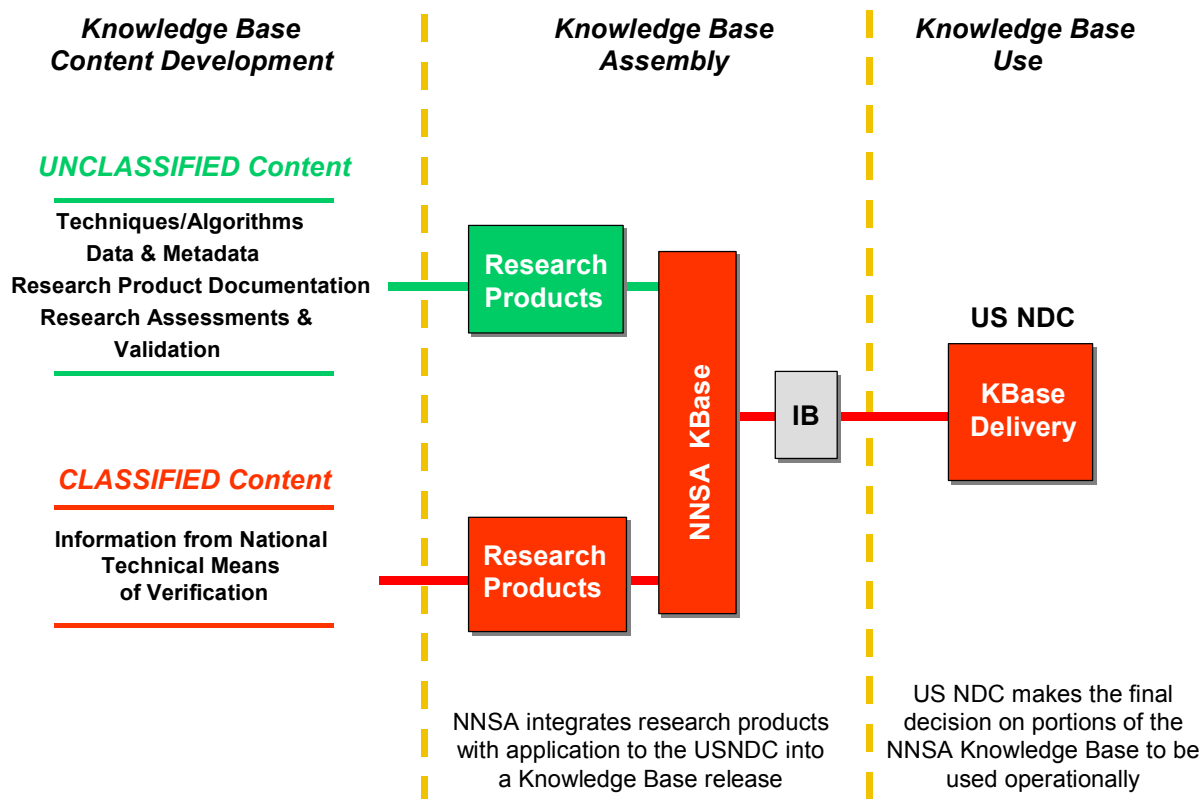 Knowledge Base
Content Development
Knowledge Base
Assembly
Knowledge Base
Use
UNCLASSIFIED Content
Techniques/Algorithms
Data & Metadata
Research Product Documentation
Research Assessments &
Validation
CLASSIFIED Content
Information from National
Technical Means
of Verification
Research
Products
Research
Products
NNSA KBase
IB
US NDC
KBase
Delivery
NNSA integrates research products
with application to the USNDC into
a Knowledge Base release
US NDC makes the final
decision on portions of the
NNSA Knowledge Base to be
used operationally